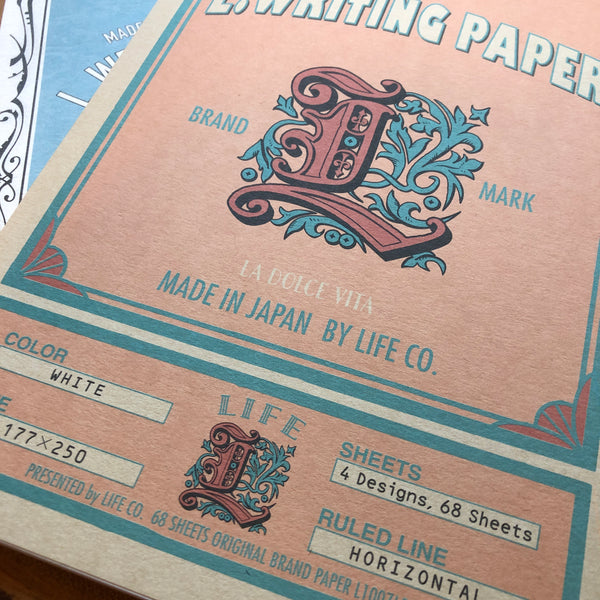 MADE
L. WRITING PAPER
BRAND
MARK
LA DOLCE VITA
MADE IN JAPAN BY LIFE CO.
COLOR
WHITE
177×250
LIFE
SHEETS
4 Designs, 68 Sheets
RULED LINE
HORIZONTAL
PRESENTED by LIFE CO. 68 SHEETS ORIGINAL BRAND PAPER